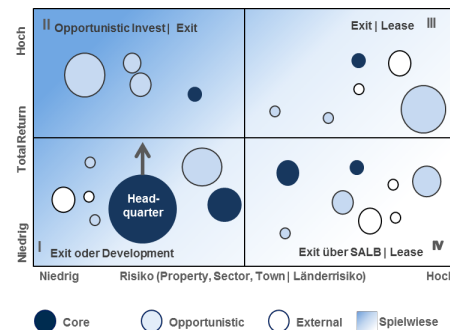 Hoch
Total Return
Niedrig
II Opportunistic Invest | Exit
Exit | Lease III
Head-
quarter
I Exit oder Development
Exit über SALB | Lease IV
Niedrig Risiko (Property, Sector, Town | Länderrisiko) Hoc
Core Opportunistic External Spielwiese